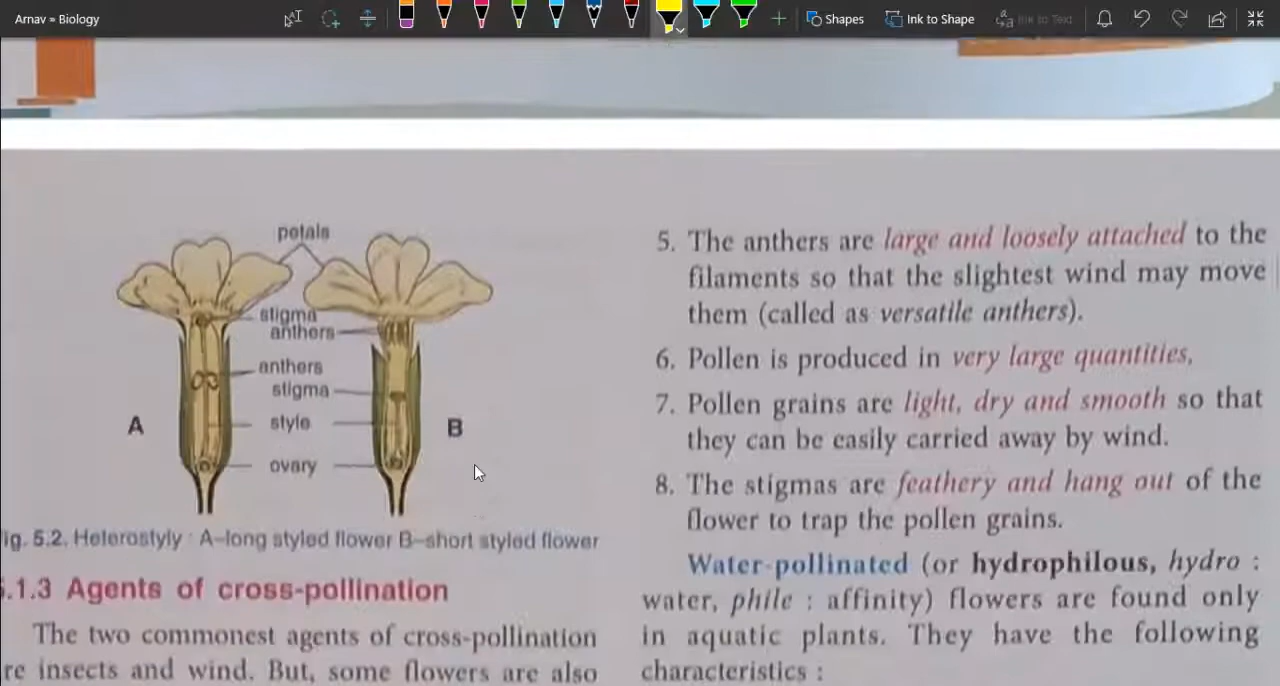 Arnav » Biology
Shapes
Ink to Shape
Ink to Text
petals
stigma
anthers
anthers
stigma
A
style
B
ovary
ig. 5.2. Heterostyly : A-long styled flower B-short styled flower
.1.3 Agents of cross-pollination
The two commonest agents of cross-pollination
re insects and wind. But, some flowers are also
5. The anthers are large and loosely attached to the
filaments so that the slightest wind may move
them (called as versatile anthers).
6. Pollen is produced in very large quantities,
7. Pollen grains are light, dry and smooth so that
they can be easily carried away by wind.
8. The stigmas are feathery and hang out of the
flower to trap the pollen grains.
Water-pollinated (or hydrophilous, hydro :
water, phile : affinity) flowers are found only
in aquatic plants. They have the following
characteristics :